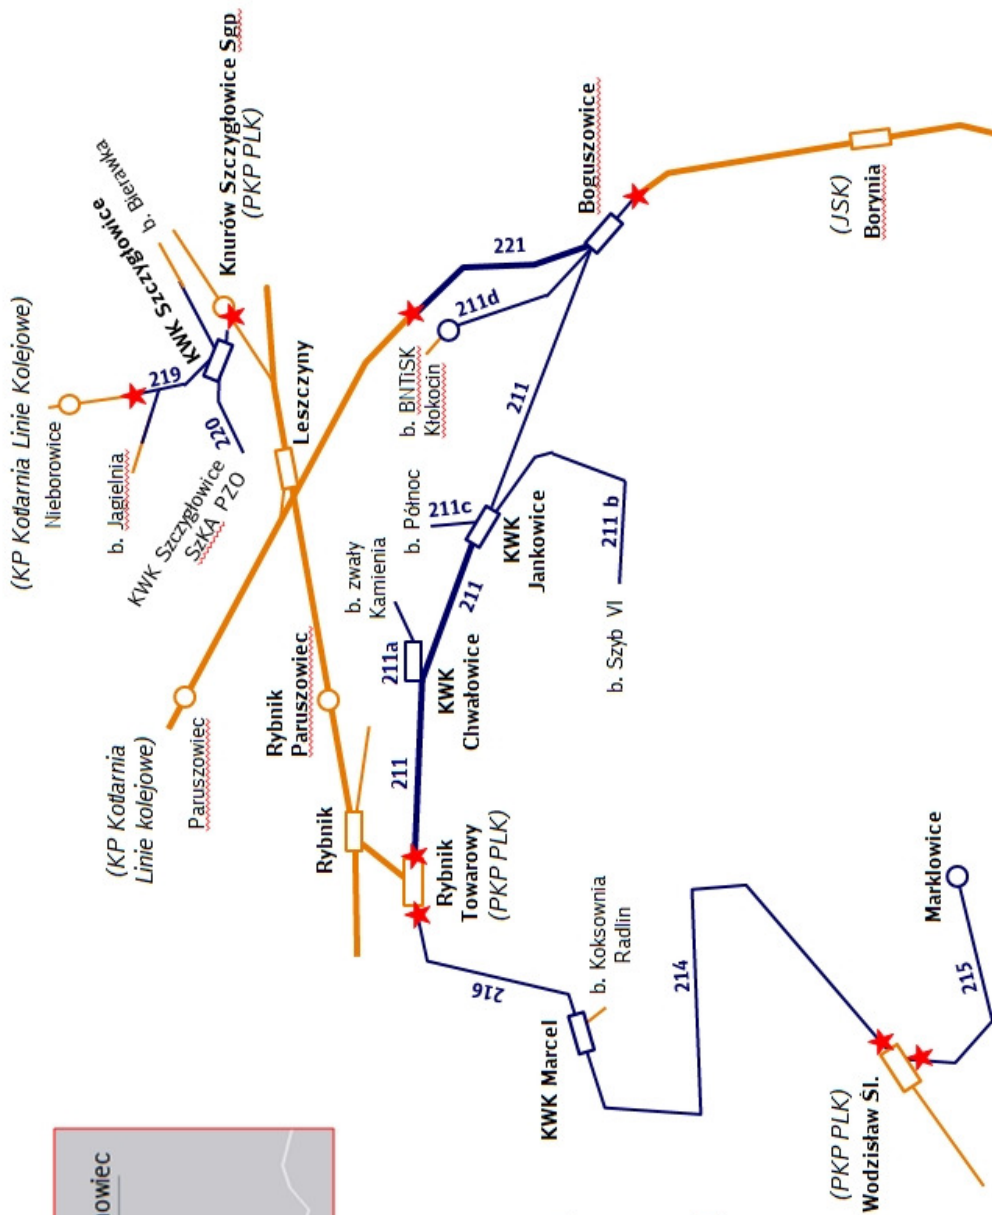 (KP Kotlarnia Linie Kolejowe)
Nieborowice
b. Jagielnia
219
KWK Szczygłowice
b. Bierawka
Knurów Szczygłowice Sgp
(PKP PLK)
220
KWK Szczygłowice
SzKA PZO
Leszczyny
(KP Kotlarnia
Linie kolejowe)
Paruszowiec
Rybnik
Paruszowiec
Rybnik
Rybnik
Towarowy
(PKP PLK)
211
211a
b. zwały
Kamienia
KWK
Chwałowice
211
b. Północ
211c
KWK
Jankowice
211 b
b. Szyb VI
211
b. BNTiSK
Kłokocin
211d
221
Boguszowice
(JSK)
Borynia
216
KWK Marcel
b. Koksownia
Radlin
214
(PKP PLK)
Wodzisław Śl.
215
Marklowice